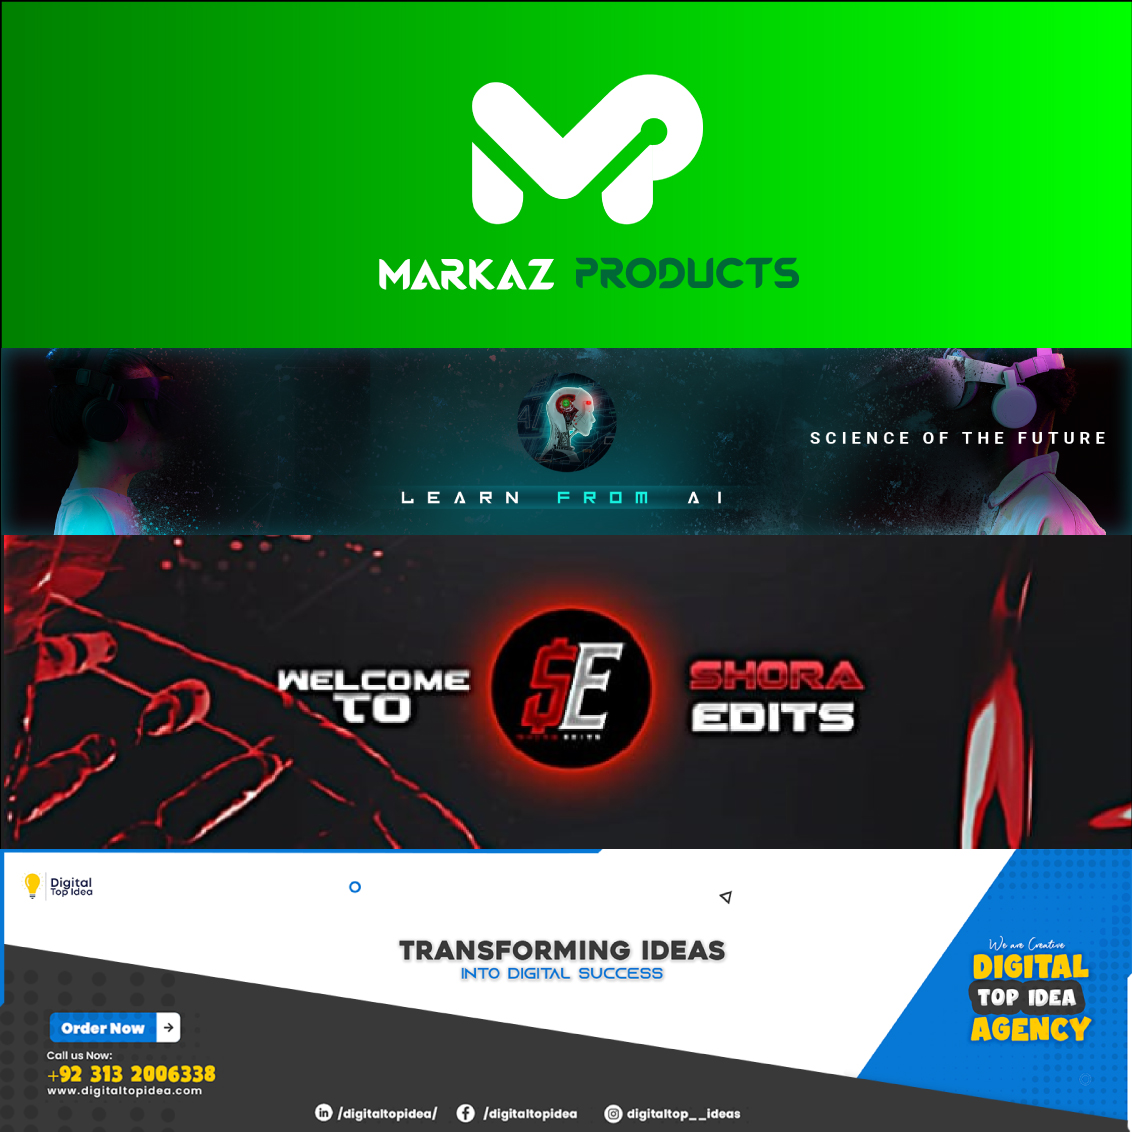 MARKAZ PRODUCTS
LEARN FROM AI
SCIENCE OF THE FUTURE
WELCOME
TO
SE
SHORA
EDITS
Digital
Top Idea
TRANSFORMING IDEAS
INTO DIGITAL SUCCESS
We are Creative
DIGITAL
TOP IDEA
AGENCY
Order Now
Call us Now:
+92 313 2006338
www.digitaltopidea.com
/digitaltopidea/
/digitaltopidea
digitaltop__ideas